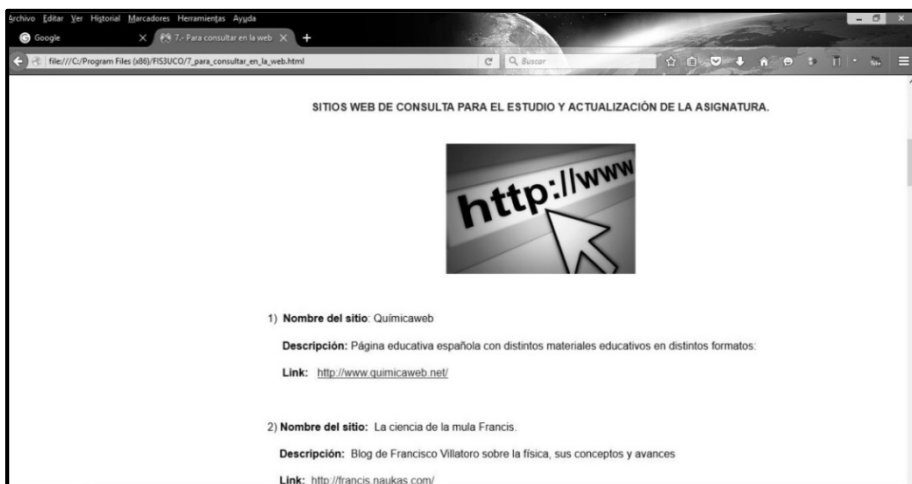 Archivo Editar Ver Historial Marcadores Herramientas Ayuda
Google
7.- Para consultar en la web
file:///C:/Program Files (x86)/FIS3UCO/7_para_consultar_en_la_web.html
Buscar
SITIOS WEB DE CONSULTA PARA EL ESTUDIO Y ACTUALIZACIÓN DE LA ASIGNATURA.
http://www
1) Nombre del sitio: Químicaweb
Descripción: Página educativa española con distintos materiales educativos en distintos formatos:
Link: http://www.quimicaweb.net/
2) Nombre del sitio: La ciencia de la mula Francis.
Descripción: Blog de Francisco Villatoro sobre la física, sus conceptos y avances
Link: http://francis.naukas.com/